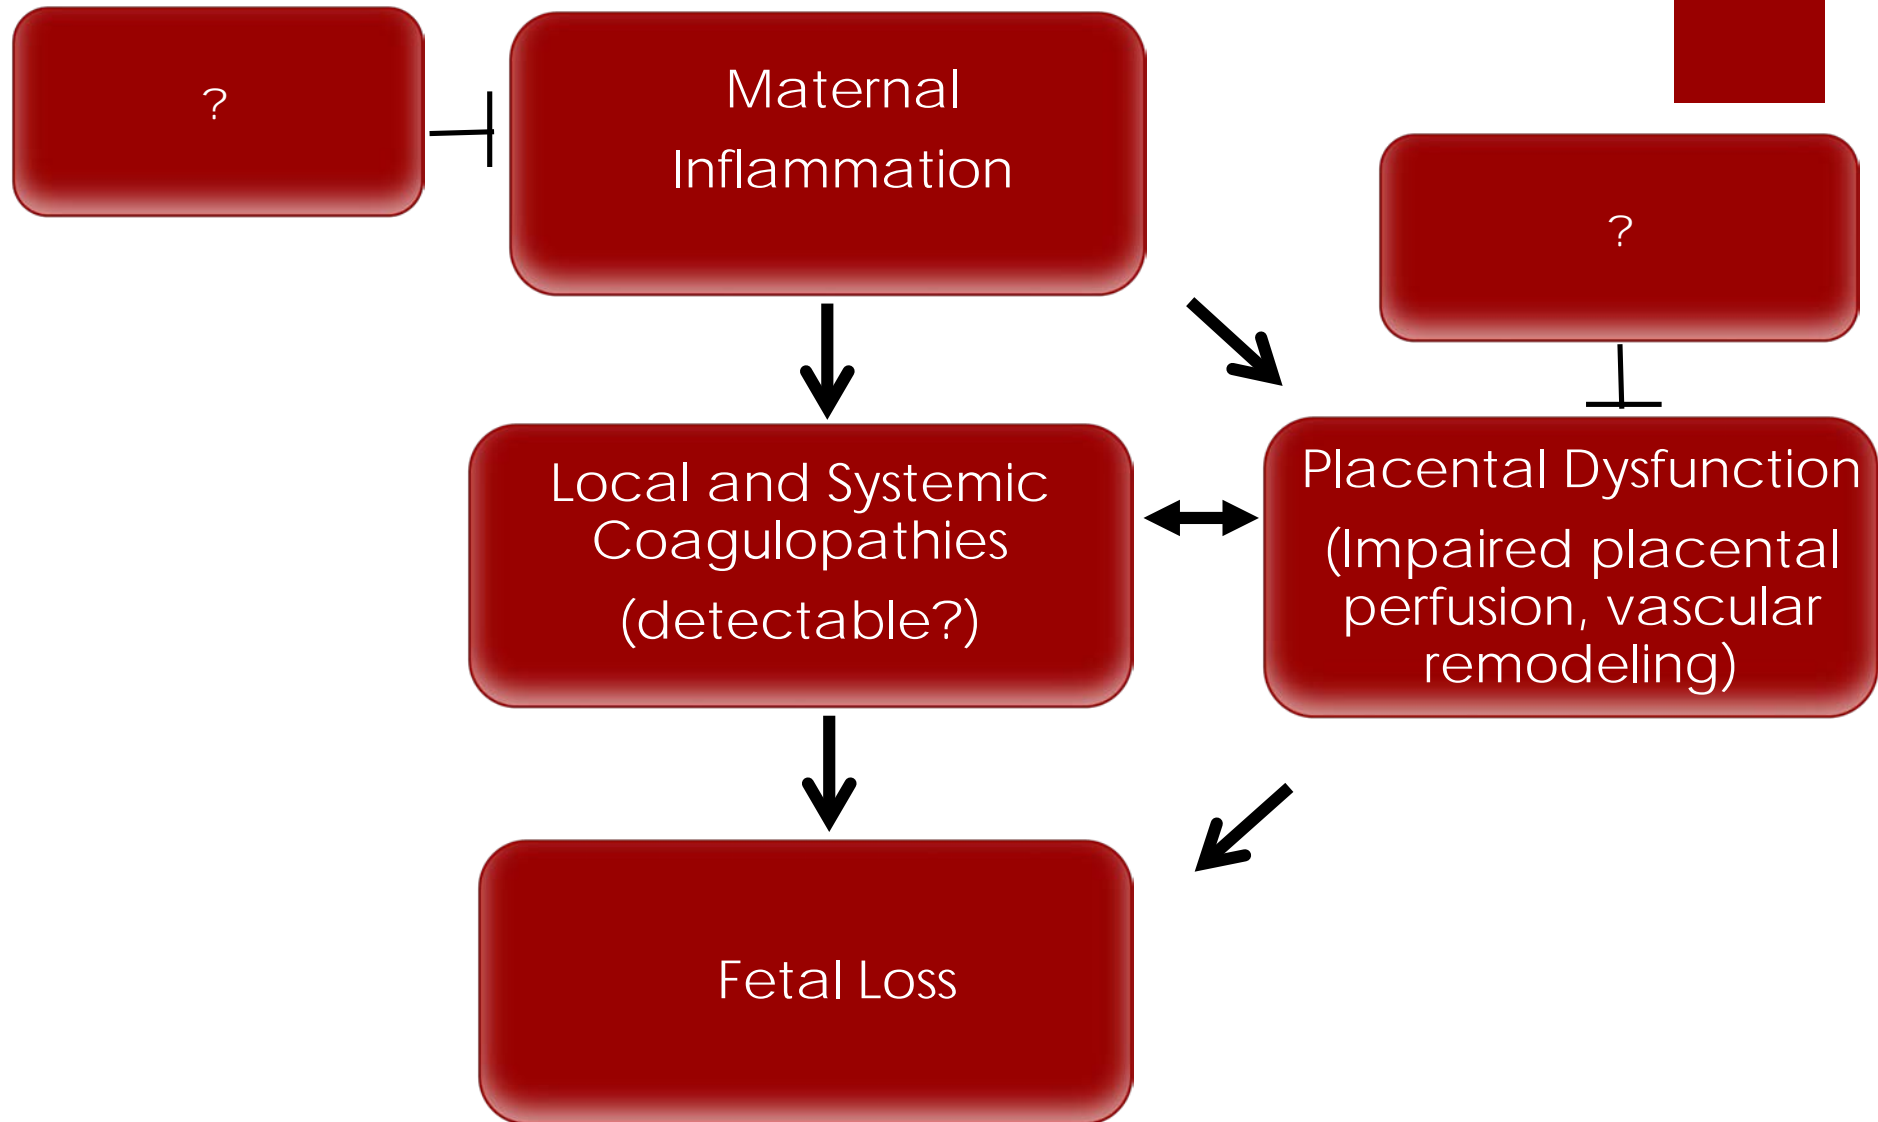 ?
Maternal
Inflammation
?
Local and Systemic
Coagulopathies
(detectable?)
Placental Dysfunction
(Impaired placental
perfusion, vascular
remodeling)
Fetal Loss